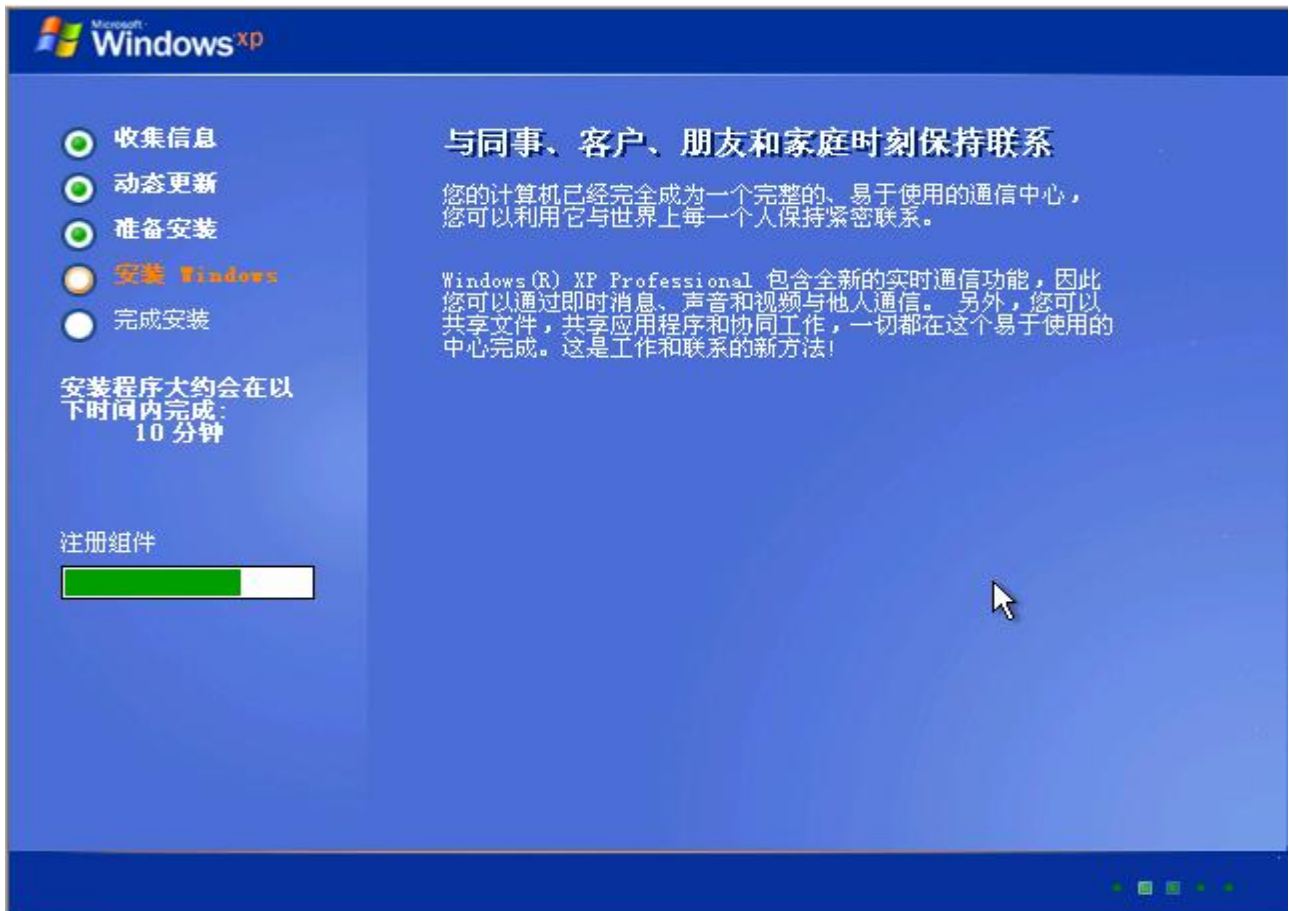 Microsoft
Windows xp
收集信息
动态更新
准备安装
安装 Windows
完成安装
安装程序大约会在以
下时间内完成:
10 分钟
注册组件
与同事、客户、朋友和家庭时刻保持联系
您的计算机已经完全成为一个完整的、易于使用的通信中心，
您可以利用它与世界上每一个人保持紧密联系。
Windows(R) XP Professional 包含全新的实时通信功能，因此
您可以通过即时消息、声音和视频与他人通信。 另外，您可以
共享文件，共享应用程序和协同工作，一切都在这个易于使用的
中心完成。这是工作和联系的新方法!